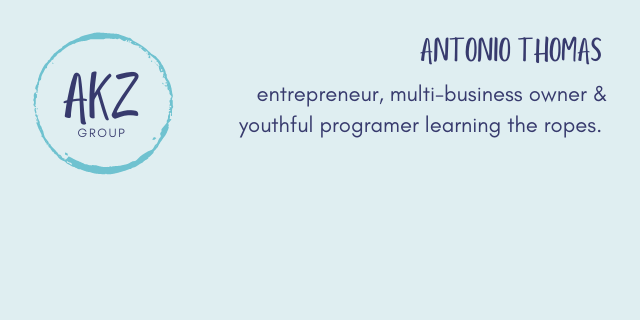 AKZ
GROUP
ANTONIO THOMAS
entrepreneur, multi-business owner &
youthful programer learning the ropes.